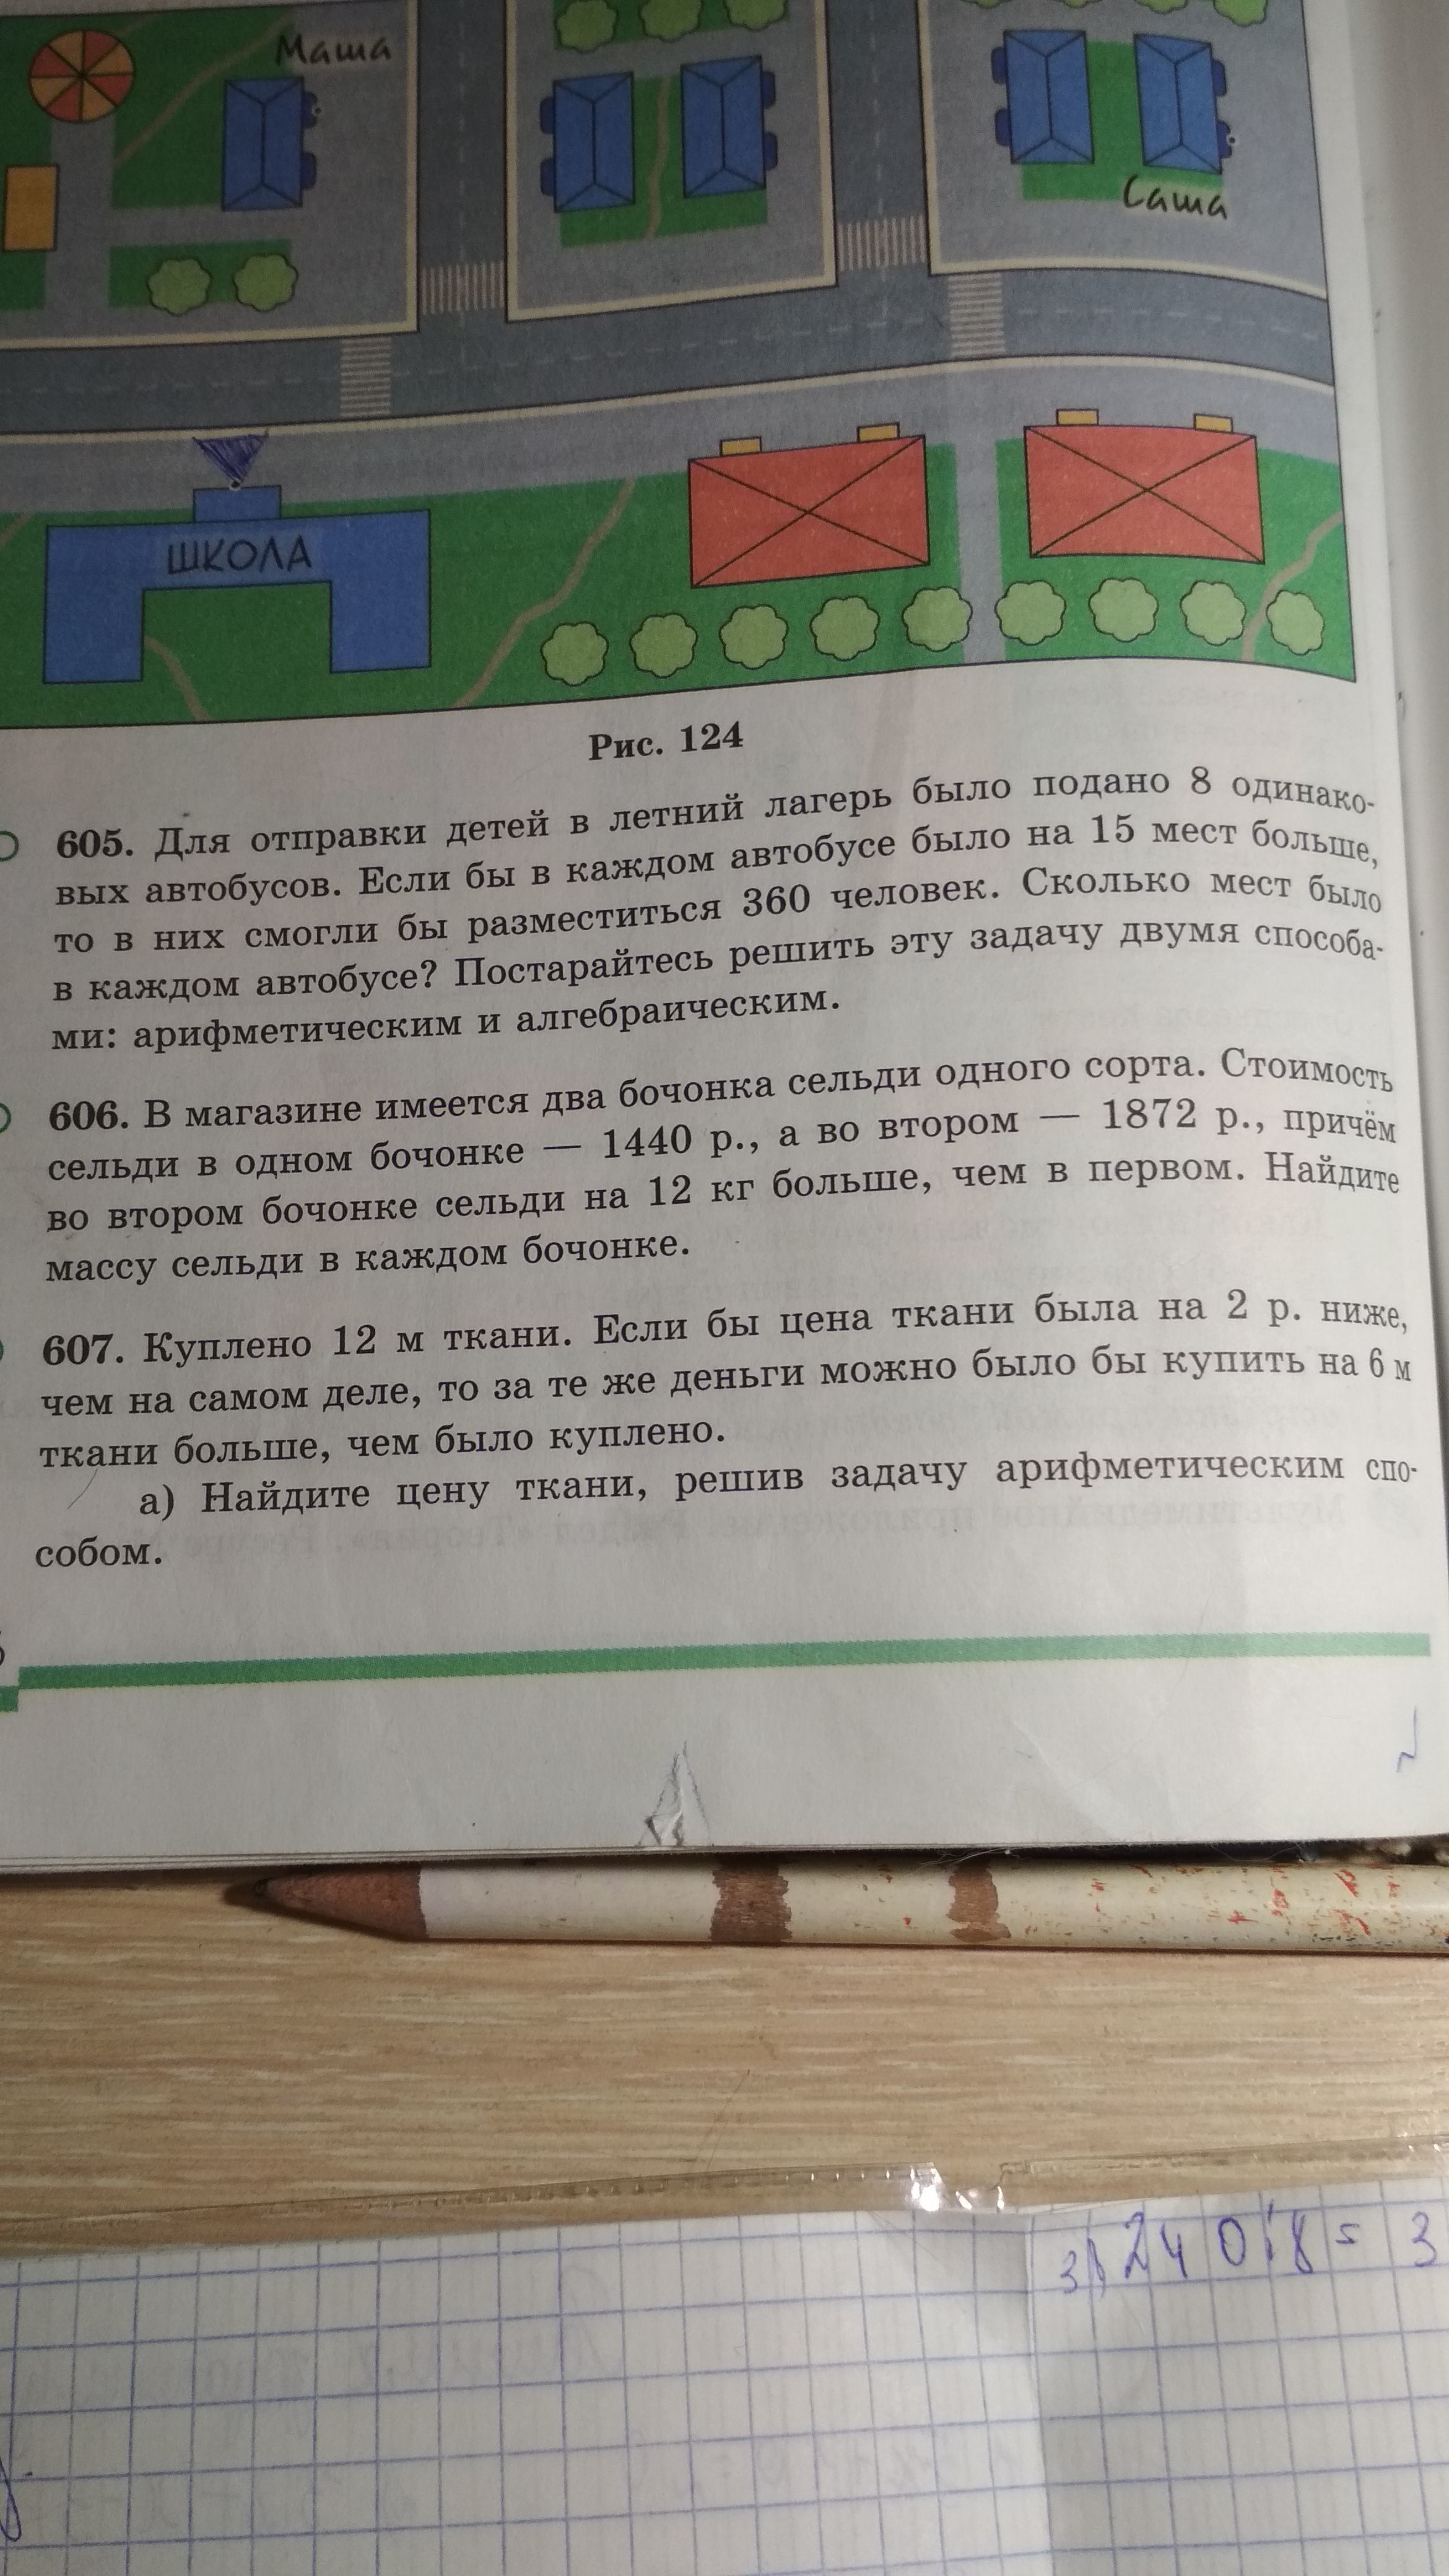 Маша
Саша
ШКОЛА
Рис. 124
605. Для отправки детей в летний лагерь было подано 8 одинако-
вых автобусов. Если бы в каждом автобусе было на 15 мест больше,
то в них смогли бы разместиться 360 человек. Сколько мест было
в каждом автобусе? Постарайтесь решить эту задачу двумя способа-
ми: арифметическим и алгебраическим.
606. В магазине имеется два бочонка сельди одного сорта. Стоимость
сельди в одном бочонке — 1440 р., а во втором — 1872 р., причём
во втором бочонке сельди на 12 кг больше, чем в первом. Найдите
массу сельди в каждом бочонке.
607. Куплено 12 м ткани. Если бы цена ткани была на 2 р. ниже,
чем на самом деле, то за те же деньги можно было бы купить на 6 м
ткани больше, чем было куплено.
а) Найдите цену ткани, решив задачу арифметическим спо-
собом.
3) 240:8= 3